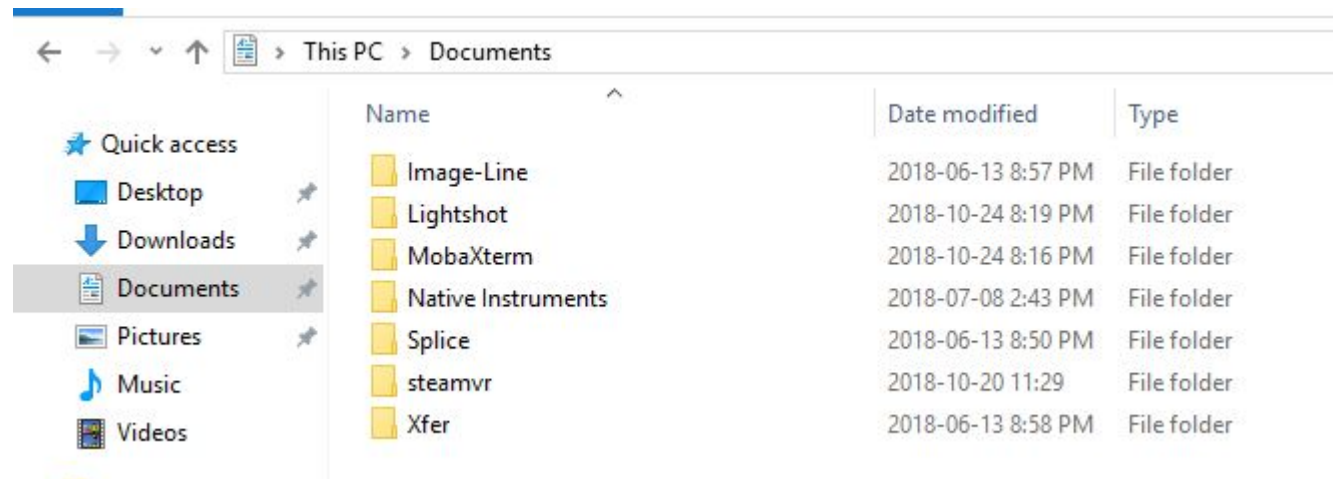 This PC > Documents
Name Date modified Type
Quick access
Desktop
Downloads
Documents
Pictures
Music
Videos
Image-Line 2018-06-13 8:57 PM File folder
Lightshot 2018-10-24 8:19 PM File folder
MobaXterm 2018-10-24 8:16 PM File folder
Native Instruments 2018-07-08 2:43 PM File folder
Splice 2018-06-13 8:50 PM File folder
steamvr 2018-10-20 11:29 File folder
Xfer 2018-06-13 8:58 PM File folder